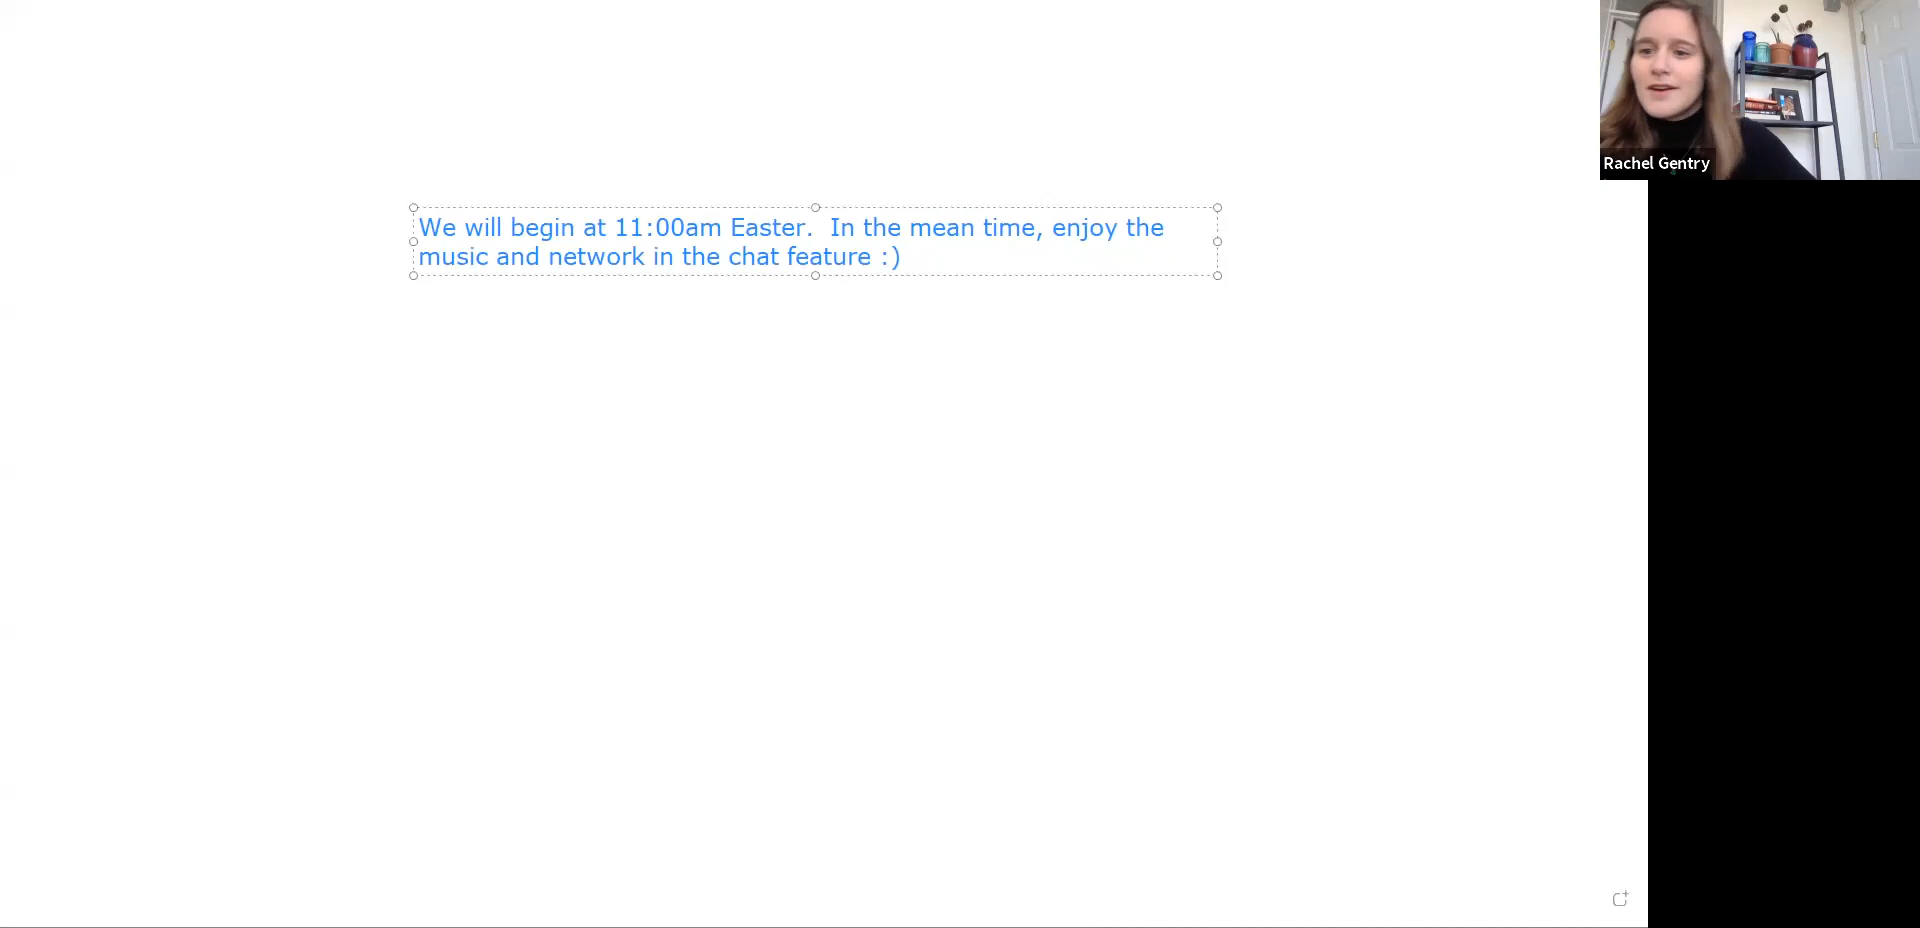 Rachel Gentry
We will begin at 11:00am Easter.  In the mean time, enjoy the
music and network in the chat feature :)